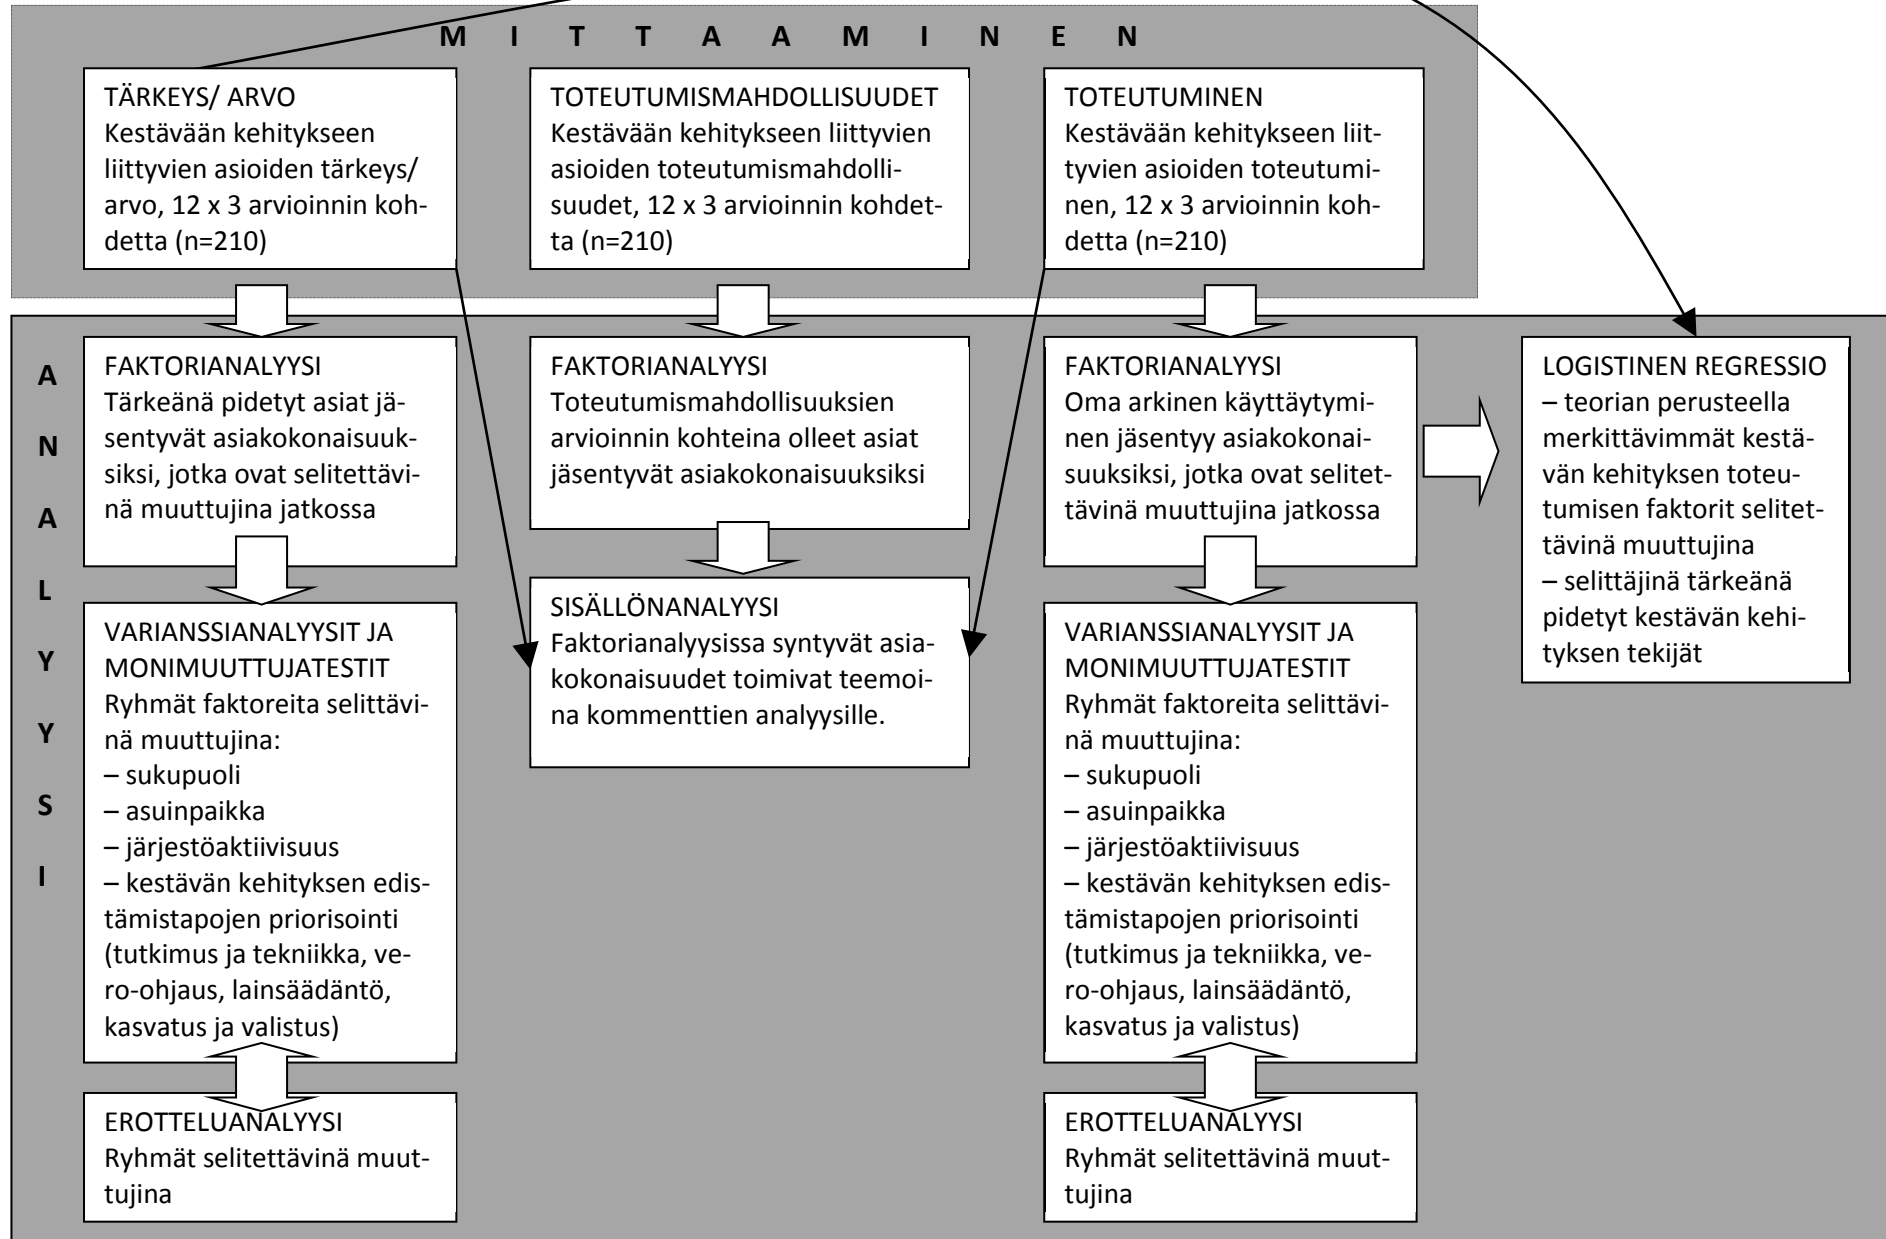 M I T T A A M I N E N
TÄRKEYS/ ARVO
Kestävään kehitykseen
liittyvien asioiden tärkeys/
arvo, 12 x 3 arvioinnin koh-
detta (n=210)
TOTEUTUMISMAHDOLLISUUDET
Kestävään kehitykseen liittyvien
asioiden toteutumismahdolli-
suudet, 12 x 3 arvioinnin kohdet-
ta (n=210)
TOTEUTUMINEN
Kestävään kehitykseen liit-
tyvien asioiden toteutumi-
nen, 12 x 3 arvioinnin koh-
detta (n=210)
A
N
A
L
Y
Y
S
I
FAKTORIANALYYSI
Tärkeänä pidetyt asiat jä-
sentyvät asiakokonaisuuk-
siksi, jotka ovat selitettävi-
nä muuttujina jatkossa
FAKTORIANALYYSI
Toteutumismahdollisuuksien
arvioinnin kohteina olleet asiat
jäsentyvät asiakokonaisuuksiksi
FAKTORIANALYYSI
Oma arkinen käyttäytymi-
nen jäsentyy asiakokonai-
suuksiksi, jotka ovat selitet-
tävinä muuttujina jatkossa
LOGISTINEN REGRESSIO
– teorian perusteella
merkittävimmät kestä-
vän kehityksen toteu-
tumisen faktorit selitet-
tävinä muuttujina
– selittäjinä tärkeänä
pidetyt kestävän kehi-
tyksen tekijät
VARIANSSIANALYYSIT JA
MONIMUUTTUJATESTIT
Ryhmät faktoreita selittävi-
nä muuttujina:
– sukupuoli
– asuinpaikka
– järjestöaktiivisuus
– kestävän kehityksen edis-
tämistapojen priorisointi
(tutkimus ja tekniikka, ve-
ro-ohjaus, lainsäädäntö,
kasvatus ja valistus)
SISÄLLÖNANALYYSI
Faktorianalyysissa syntyvät asia-
kokonaisuudet toimivat teemoi-
na kommenttien analyysille.
VARIANSSIANALYYSIT JA
MONIMUUTTUJATESTIT
Ryhmät faktoreita selittävi-
nä muuttujina:
– sukupuoli
– asuinpaikka
– järjestöaktiivisuus
– kestävän kehityksen edis-
tämistapojen priorisointi
(tutkimus ja tekniikka, ve-
ro-ohjaus, lainsäädäntö,
kasvatus ja valistus)
EROTTELUANALYYSI
Ryhmät selitettävinä muut-
tujina
EROTTELUANALYYSI
Ryhmät selitettävinä muut-
tujina